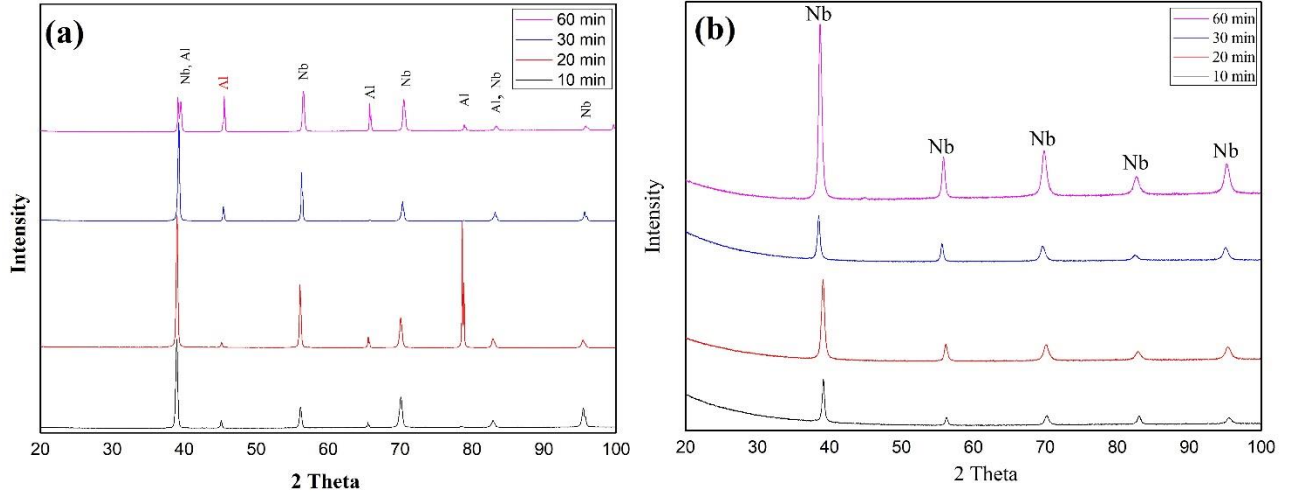 (a)
60 min
30 min
20 min
10 min
Nb, Al
Al
Nb
Al
Nb
Al
Al, Nb
Nb
Intensity
20 30 40 50 60 70 80 90 100
2 Theta
(b)
60 min
30 min
20 min
10 min
Nb
Nb
Nb
Nb
Nb
Intensity
20 30 40 50 60 70 80 90 100
2 Theta